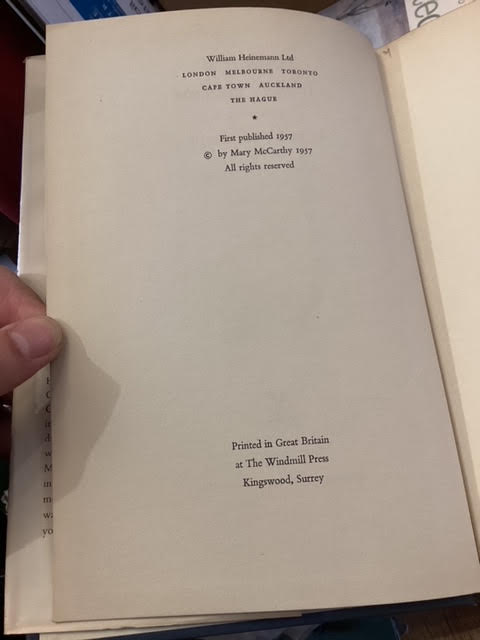 William Heinemann Ltd
LONDON MELBOURNE TORONTO
CAPE TOWN AUCKLAND
THE HAGUE
★
First published 1957
© by Mary McCarthy 1957
All rights reserved
Printed in Great Britain
at The Windmill Press
Kingswood, Surrey